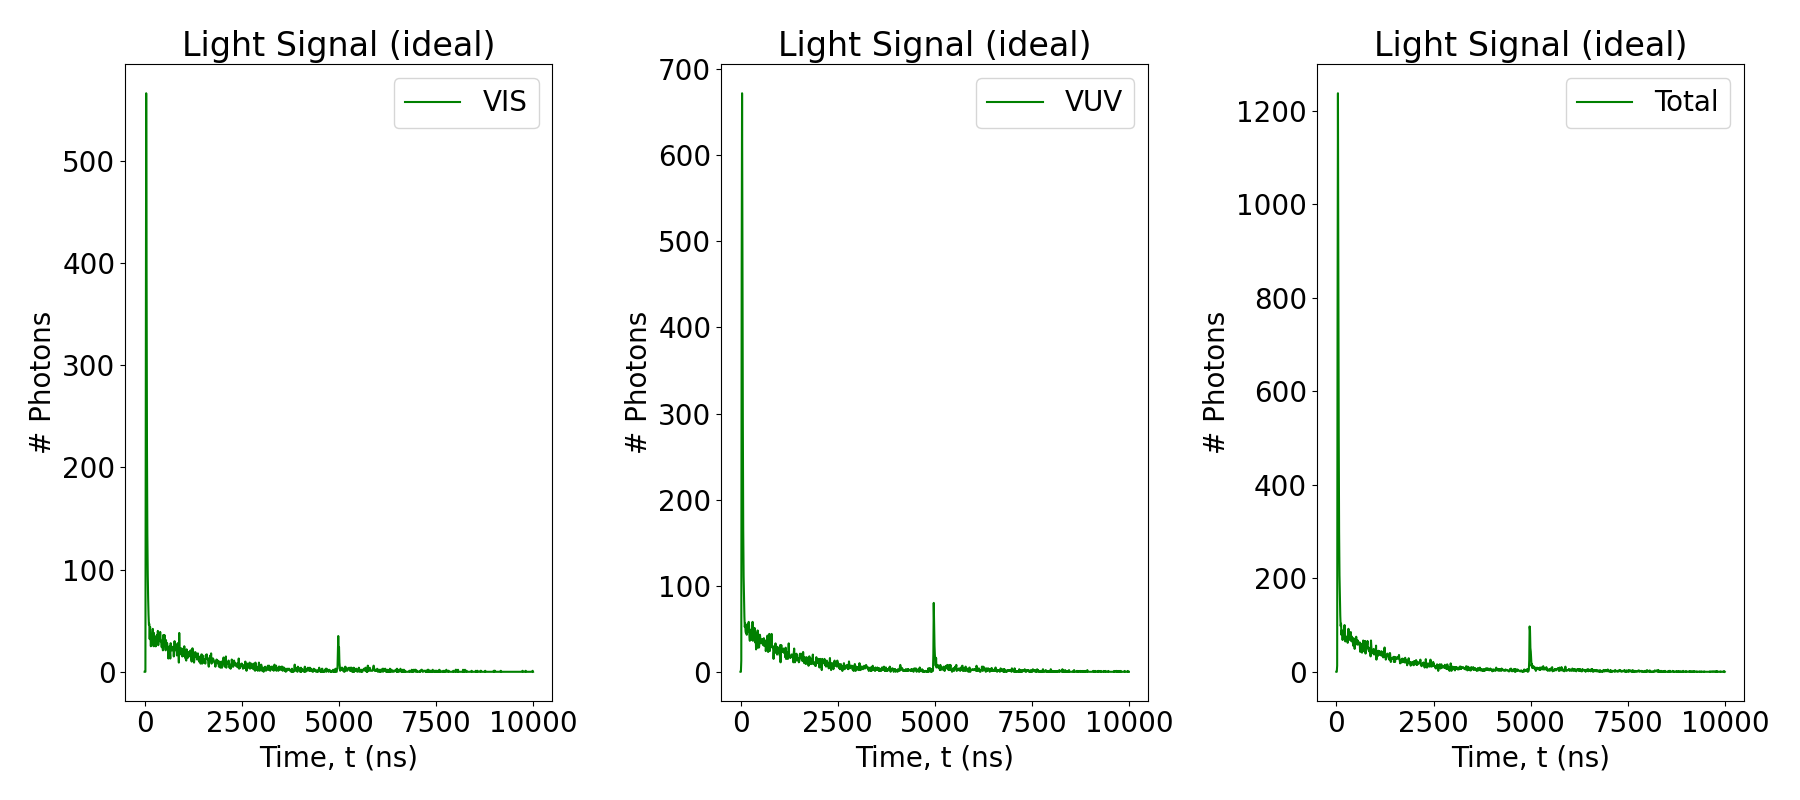 Light Signal (ideal)
VIS
500
400
300
200
100
0
# Photons
0 2500 5000 7500 10000
Time, t (ns)
Light Signal (ideal)
VUV
700
600
500
400
300
200
100
0
# Photons
0 2500 5000 7500 10000
Time, t (ns)
Light Signal (ideal)
Total
1200
1000
800
600
400
200
0
# Photons
0 2500 5000 7500 10000
Time, t (ns)